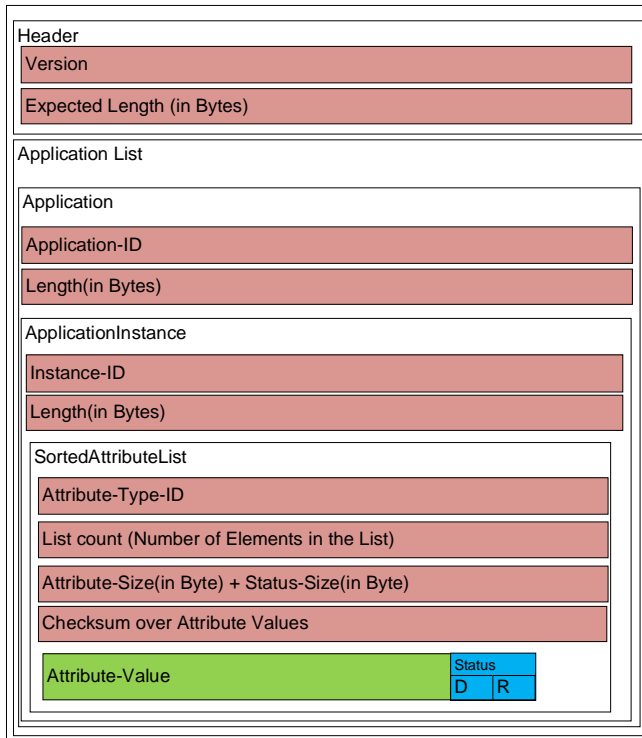 Header
Version
Expected Length (in Bytes)
Application List
Application
Application-ID
Length(in Bytes)
ApplicationInstance
Instance-ID
Length(in Bytes)
SortedAttributeList
Attribute-Type-ID
List count (Number of Elements in the List)
Attribute-Size(in Byte) + Status-Size(in Byte)
Checksum over Attribute Values
Attribute-Value
Status
D R